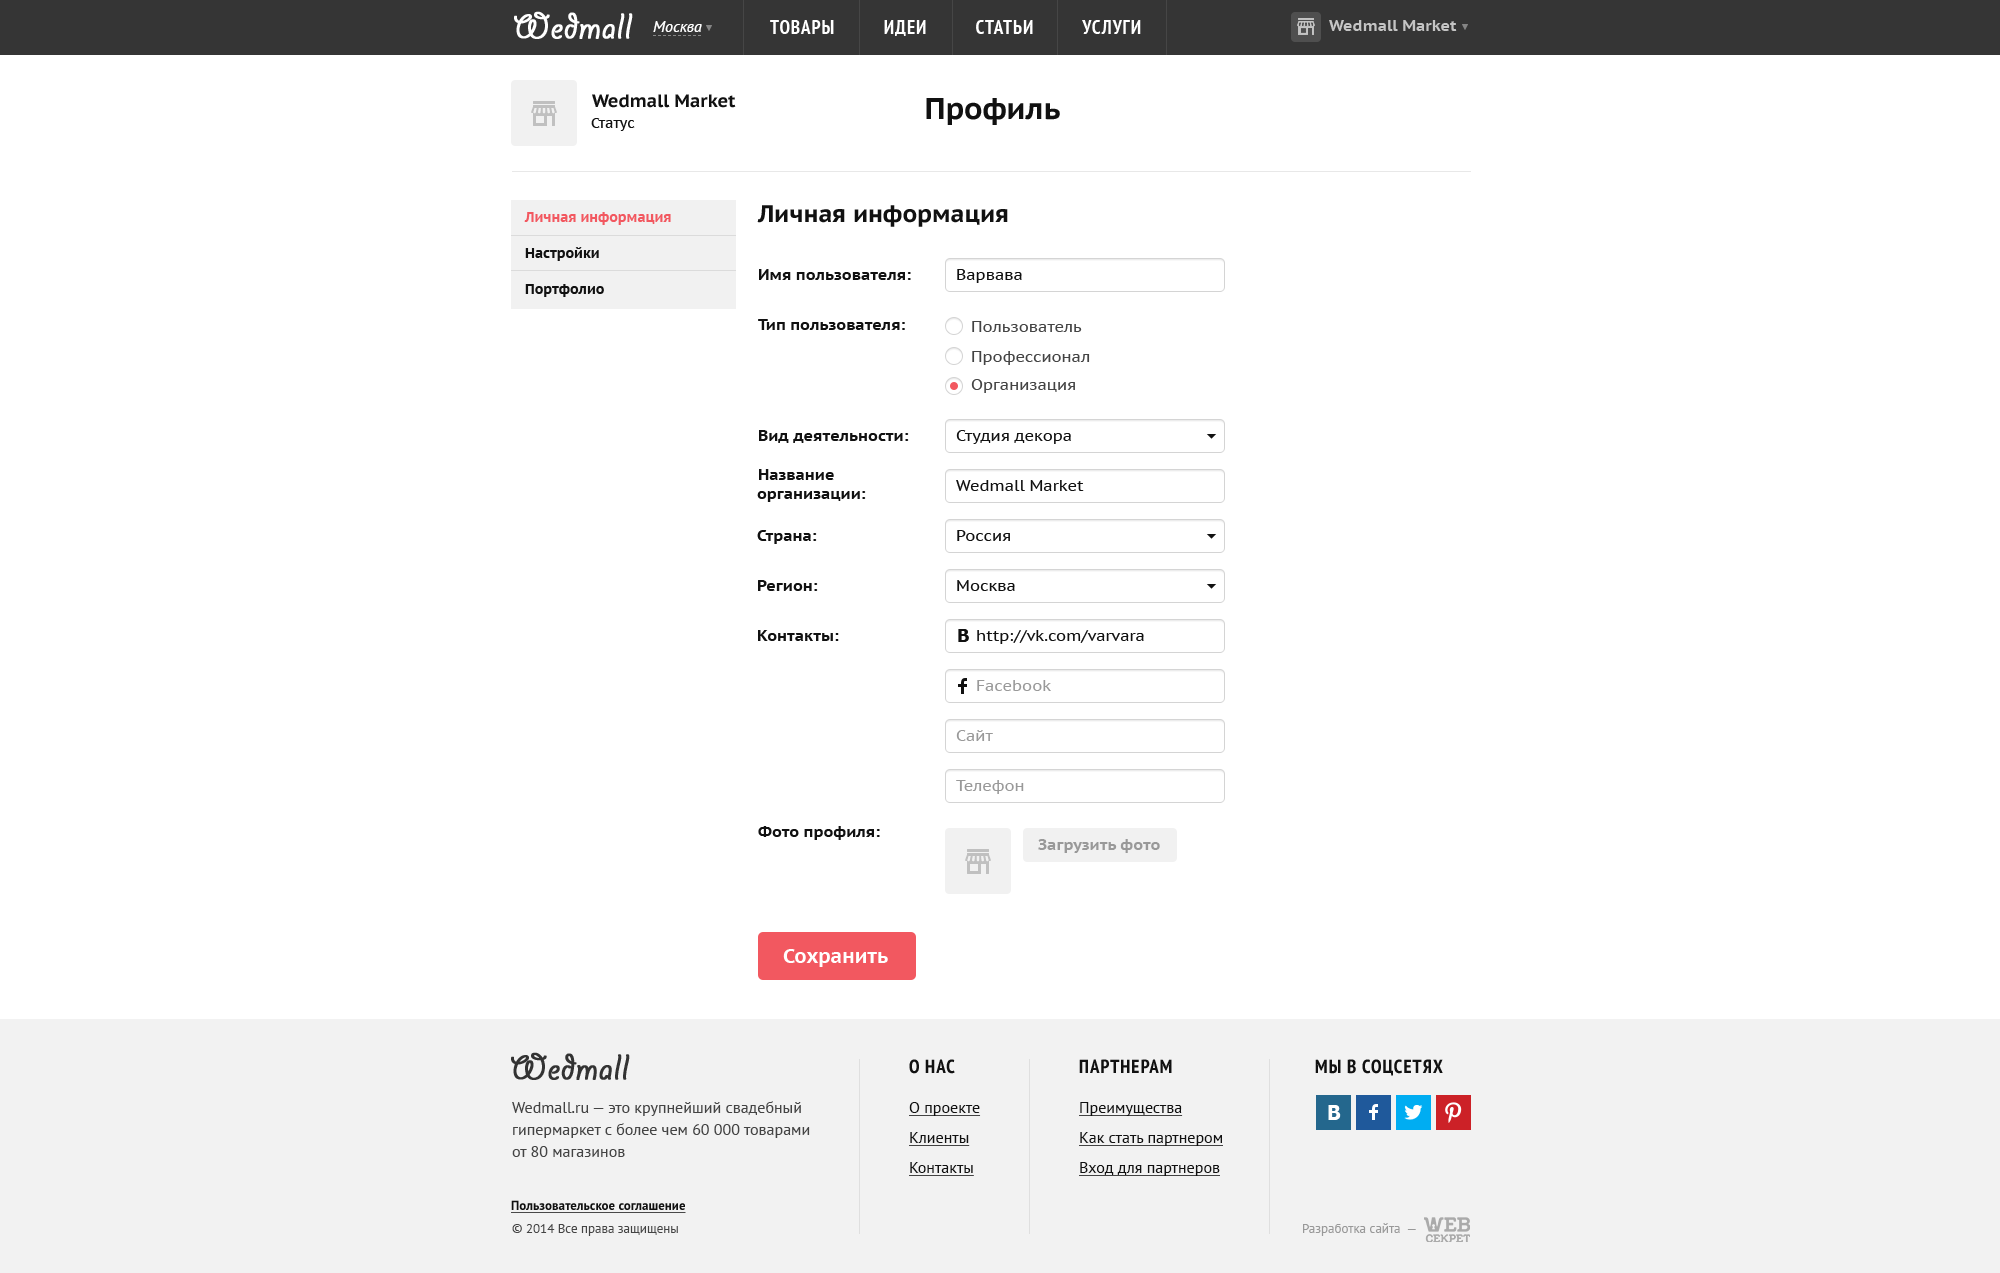 Wedmall
Москва
ТОВАРЫ
ИДЕИ
СТАТЬИ
УСЛУГИ
Wedmall Market
Wedmall Market
Статус
Профиль
Личная информация
Настройки
Портфолио
Личная информация
Имя пользователя:
Варвава
Тип пользователя:
Пользователь
Профессионал
Организация
Вид деятельности:
Студия декора
Название
организации:
Wedmall Market
Страна:
Россия
Регион:
Москва
Контакты:
В http://vk.com/varvara
f Facebook
Сайт
Телефон
Фото профиля:
Загрузить фото
Сохранить
Wedmall
Wedmall.ru — это крупнейший свадебный
гипермаркет с более чем 60 000 товарами
от 80 магазинов
Пользовательское соглашение
© 2014 Все права защищены
О НАС
О проекте
Клиенты
Контакты
ПАРТНЕРАМ
Преимущества
Как стать партнером
Вход для партнеров
МЫ В СОЦСЕТЯХ
В f
Разработка сайта —
WEB
СЕКРЕТ